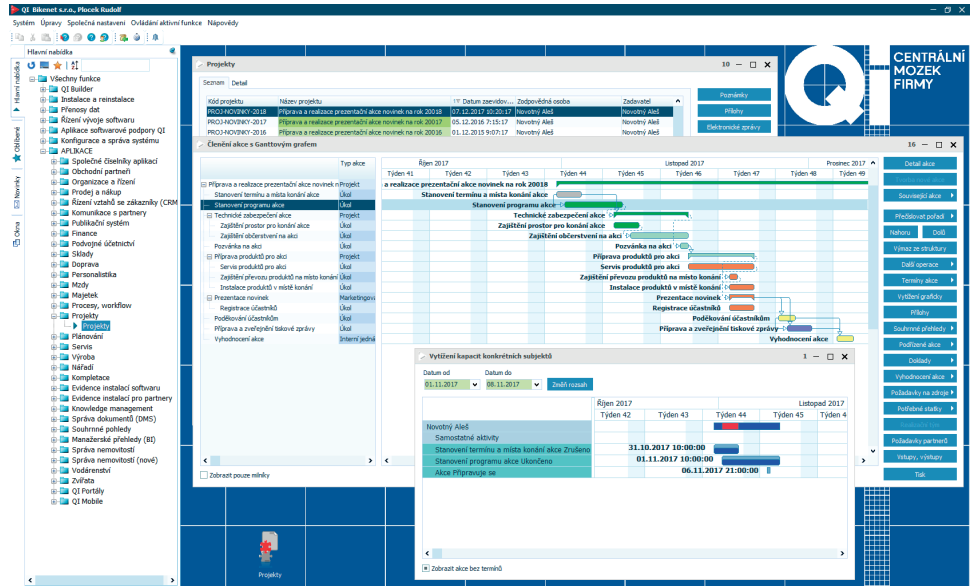 QI Bikenet s.r.o., Plocek Rudolf
Systém Úpravy Společná nastavení Ovládání aktivní funkce Nápovědy
Hlavní nabídka
Hlavní nabídka
Oblíbené
Novinky
Okna
Všechny funkce
QI Builder
Instalace a reinstalace
Přenosy dat
Řízení vývoje softwaru
Aplikace softwarové podpory QI
Konfigurace a správa systému
APLIKACE
Společné číselníky aplikací
Obchodní partneři
Organizace a řízení
Prodej a nákup
Řízení vztahů se zákazníky (CRM
Komunikace s partnery
Publikační systém
Finance
Podvojné účetnictví
Sklady
Doprava
Personalistika
Mzdy
Majetek
Procesy, workflow
Projekty
Projekty
Plánování
Servis
Výroba
Nářadí
Kompletace
Evidence instalací softwaru
Evidence instalací pro partnery
Knowledge management
Správa dokumentů (DMS)
Souhrnné pohledy
Manažerské přehledy (BI)
Správa nemovitostí
Správa nemovitostí (nové)
Vodárenství
Zvířata
QI Portály
QI Mobile
CENTRÁLNÍ
MOZEK
FIRMY
Projekty 10
Seznam Detail
Kód projektu Název projektu Datum zaevidov... Zodpovědná osoba Zadavatel
PROJ-NOVINKY-2018 Příprava a realizace prezentační akce novinek na rok 20018 07.12.2017 10:20:17 Novotný Aleš Novotný Aleš
PROJ-NOVINKY-2017 Příprava a realizace prezentační akce novinek na rok 20017 05.12.2016 7:15:17 Novotný Aleš Novotný Aleš
PROJ-NOVINKY-2016 Příprava a realizace prezentační akce novinek na rok 20016 01.12.2015 9:07:17 Novotný Aleš Novotný Aleš
Poznámky
Přílohy
Elektronické zprávy
Členění akce s Ganttovým grafem 16
Typ akce
Říjen 2017 Listopad 2017 Prosinec 2017
Týden 41 Týden 42 Týden 43 Týden 44 Týden 45 Týden 46 Týden 47 Týden 48 Týden 49
Příprava a realizace prezentační akce novinek n Projekt
Stanovení termínu a místa konání akce Úkol
Stanovení programu akce Úkol
Technické zabezpečení akce Projekt
Zajištění prostor pro konání akce Úkol
Zajištění občerstvení na akci Úkol
Pozvánka na akci Úkol
Příprava produktů pro akci Projekt
Servis produktů pro akci Úkol
Zajištění převozu produktů na místo konání Úkol
Instalace produktů v místě konání Úkol
Prezentace novinek Marketingová
Registrace účastníků Úkol
Poděkování účastníkům Úkol
Příprava a zveřejnění tiskové zprávy Úkol
Vyhodnocení akce Interní jedná
a realizace prezentační akce novinek na rok 20018
Stanovení termínu a místa konání akce
Stanovení programu akce
Technické zabezpečení akce
Zajištění prostor pro konání akce
Zajištění občerstvení na akci
Pozvánka na akci
Příprava produktů pro akci
Servis produktů pro akci
Zajištění převozu produktů na místo konání
Instalace produktů v místě konání
Prezentace novinek
Registrace účastníků
Poděkování účastníkům
Příprava a zveřejnění tiskové zprávy
Vyhodnocení akce
Zobrazit pouze milníky
Detail akce
Související akce
Přečíslovat pořadí
Nahoru Dolů
Výmaz ze struktury
Další operace
Termíny akce
Vytížení graficky
Přílohy
Souhrnné přehledy
Podřízené akce
Doklady
Vyhodnocení akce
Požadavky na zdroje
Potřebné statky
Požadavky partnerů
Vstupy, výstupy
Tisk
Vytížení kapacit konkrétních subjektů 1
Datum od Datum do
01.11.2017 08.11.2017 Změň rozsah
Říjen 2017 Listopad 2017
Týden 42 Týden 43 Týden 44 Týden 45 Týden 4
Novotný Aleš
Samostatné aktivity
Stanovení termínu a místa konání akce Zrušeno 31.10.2017 10:00:00
Stanovení programu akce Ukončeno 01.11.2017 10:00:00
Akce Připravuje se 06.11.2017 21:00:00
Zobrazit akce bez termínů
Projekty